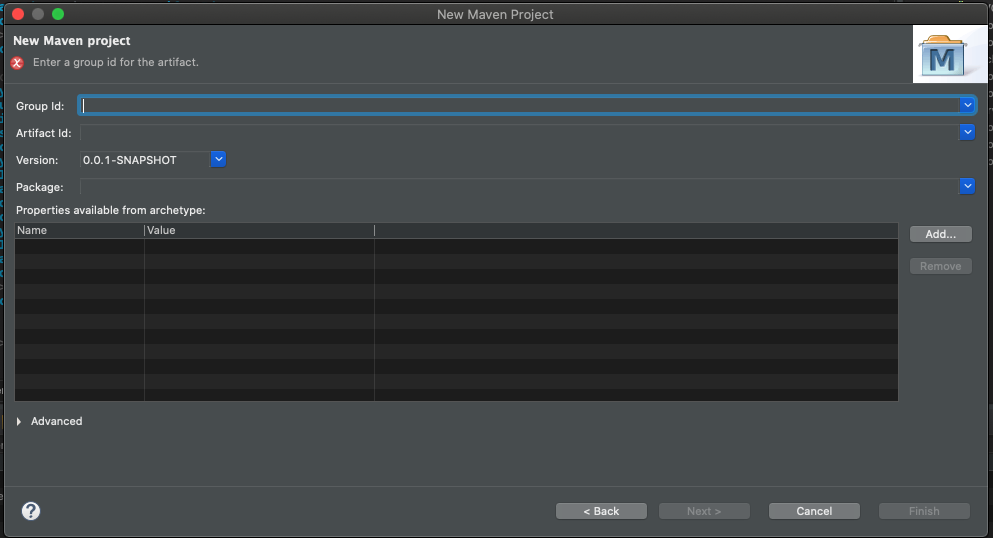 New Maven Project
New Maven project
Enter a group id for the artifact.
M
Group Id:
Artifact Id:
Version: 0.0.1-SNAPSHOT
Package:
Properties available from archetype:
Name Value
Add...
Remove
Advanced
? < Back Next > Cancel Finish